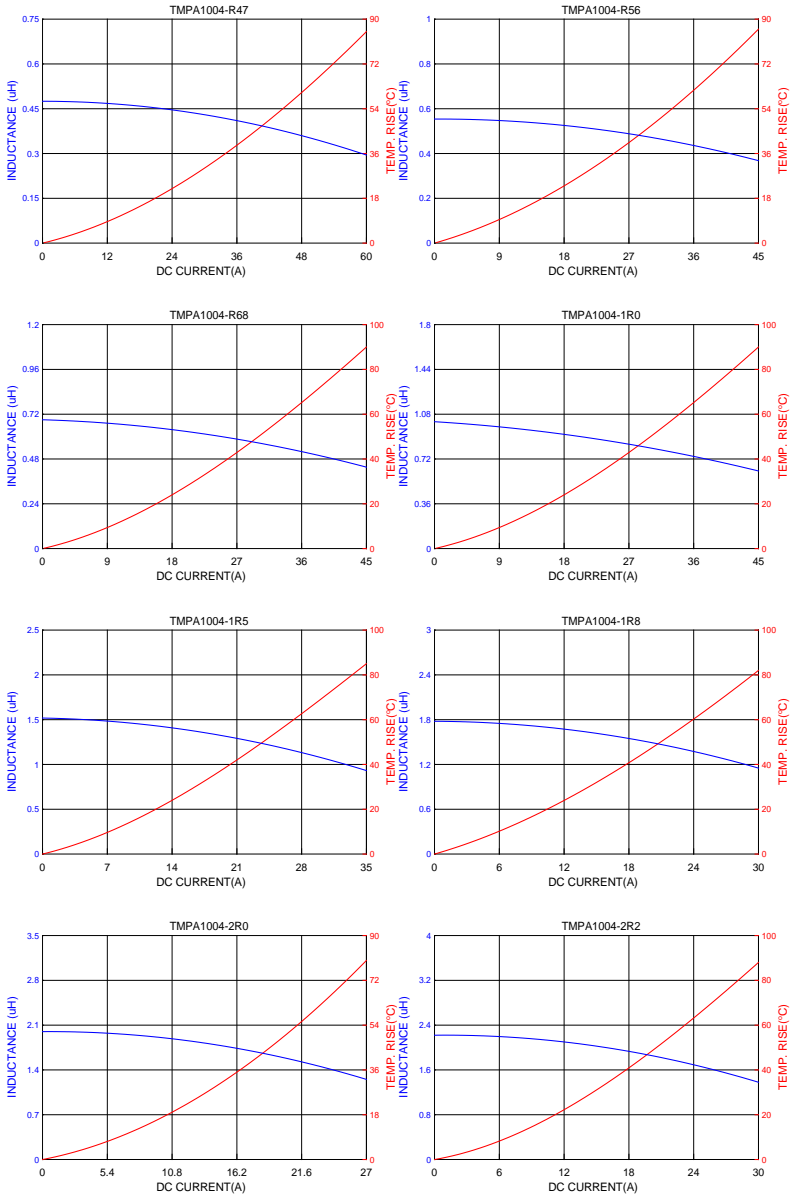 TMPA1004-R47
INDUCTANCE (uH)
0.75
0.6
0.45
0.3
0.15
0
90
72
54
36
18
0
TEMP. RISE(°C)
0 12 24 36 48 60
DC CURRENT(A)
TMPA1004-R56
INDUCTANCE (uH)
1
0.8
0.6
0.4
0.2
0
90
72
54
36
18
0
TEMP. RISE(°C)
0 9 18 27 36 45
DC CURRENT(A)
TMPA1004-R68
INDUCTANCE (uH)
1.2
0.96
0.72
0.48
0.24
0
100
80
60
40
20
0
TEMP. RISE(°C)
0 9 18 27 36 45
DC CURRENT(A)
TMPA1004-1R0
INDUCTANCE (uH)
1.8
1.44
1.08
0.72
0.36
0
100
80
60
40
20
0
TEMP. RISE(°C)
0 9 18 27 36 45
DC CURRENT(A)
TMPA1004-1R5
INDUCTANCE (uH)
2.5
2
1.5
1
0.5
0
100
80
60
40
20
0
TEMP. RISE(°C)
0 7 14 21 28 35
DC CURRENT(A)
TMPA1004-1R8
INDUCTANCE (uH)
3
2.4
1.8
1.2
0.6
0
100
80
60
40
20
0
TEMP. RISE(°C)
0 6 12 18 24 30
DC CURRENT(A)
TMPA1004-2R0
INDUCTANCE (uH)
3.5
2.8
2.1
1.4
0.7
0
90
72
54
36
18
0
TEMP. RISE(°C)
0 5.4 10.8 16.2 21.6 27
DC CURRENT(A)
TMPA1004-2R2
INDUCTANCE (uH)
4
3.2
2.4
1.6
0.8
0
100
80
60
40
20
0
TEMP. RISE(°C)
0 6 12 18 24 30
DC CURRENT(A)